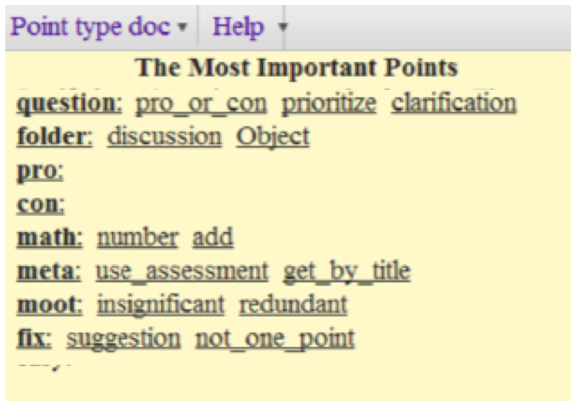 Point type doc ▾ Help ▾
The Most Important Points
question: pro_or_con prioritize clarification
folder: discussion Object
pro:
con:
math: number add
meta: use_assessment get_by_title
moot: insignificant redundant
fix: suggestion not_one_point